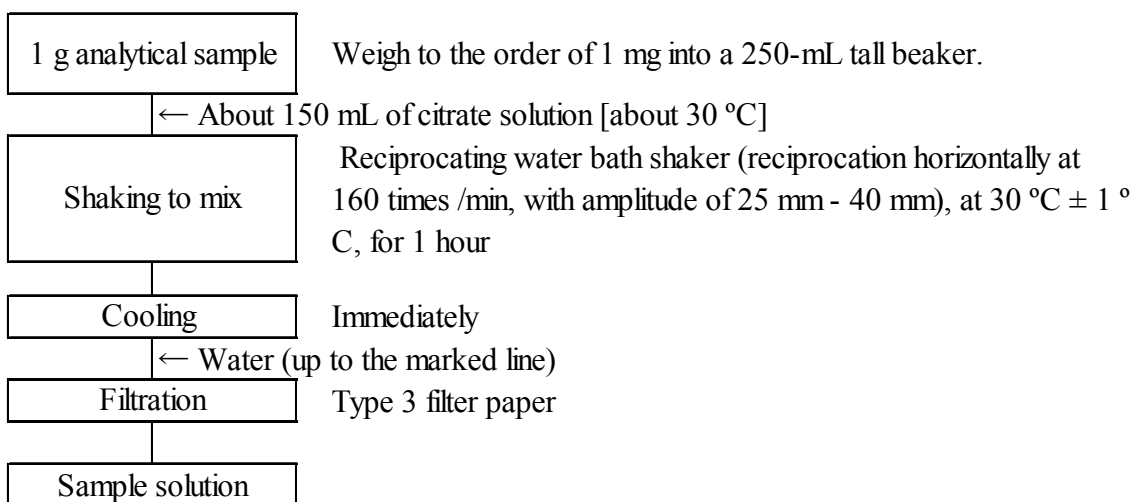 1 g analytical sample
Weigh to the order of 1 mg into a 250-mL tall beaker.
← About 150 mL of citrate solution [about 30 ºC]
Shaking to mix
Reciprocating water bath shaker (reciprocation horizontally at
160 times /min, with amplitude of 25 mm - 40 mm), at 30 ºC ± 1 º
C, for 1 hour
Cooling
Immediately
← Water (up to the marked line)
Filtration
Type 3 filter paper
Sample solution